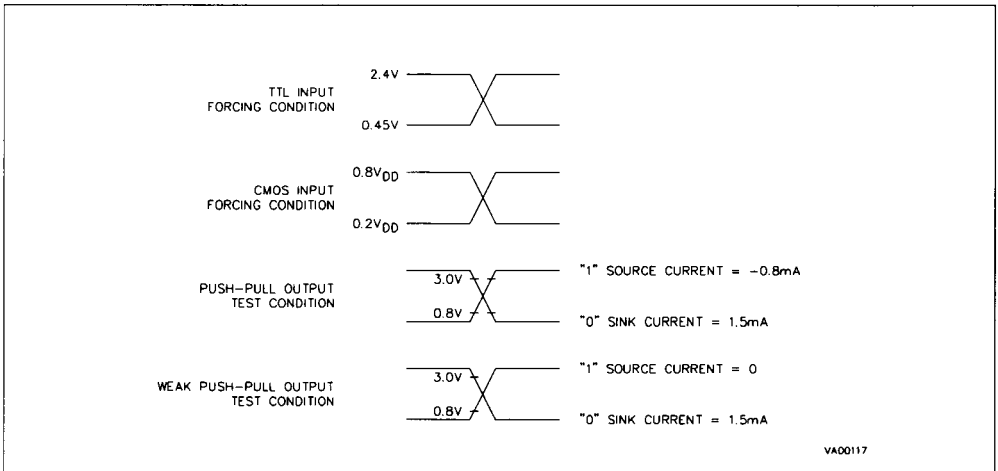 2.4V
TTL INPUT
FORCING CONDITION
0.45V
0.8VDD
CMOS INPUT
FORCING CONDITION
0.2VDD
"1" SOURCE CURRENT = -0.8mA
3.0V
PUSH-PULL OUTPUT
TEST CONDITION
0.8V
"0" SINK CURRENT = 1.5mA
"1" SOURCE CURRENT = 0
3.0V
WEAK PUSH-PULL OUTPUT
TEST CONDITION
0.8V
"0" SINK CURRENT = 1.5mA
VA00117